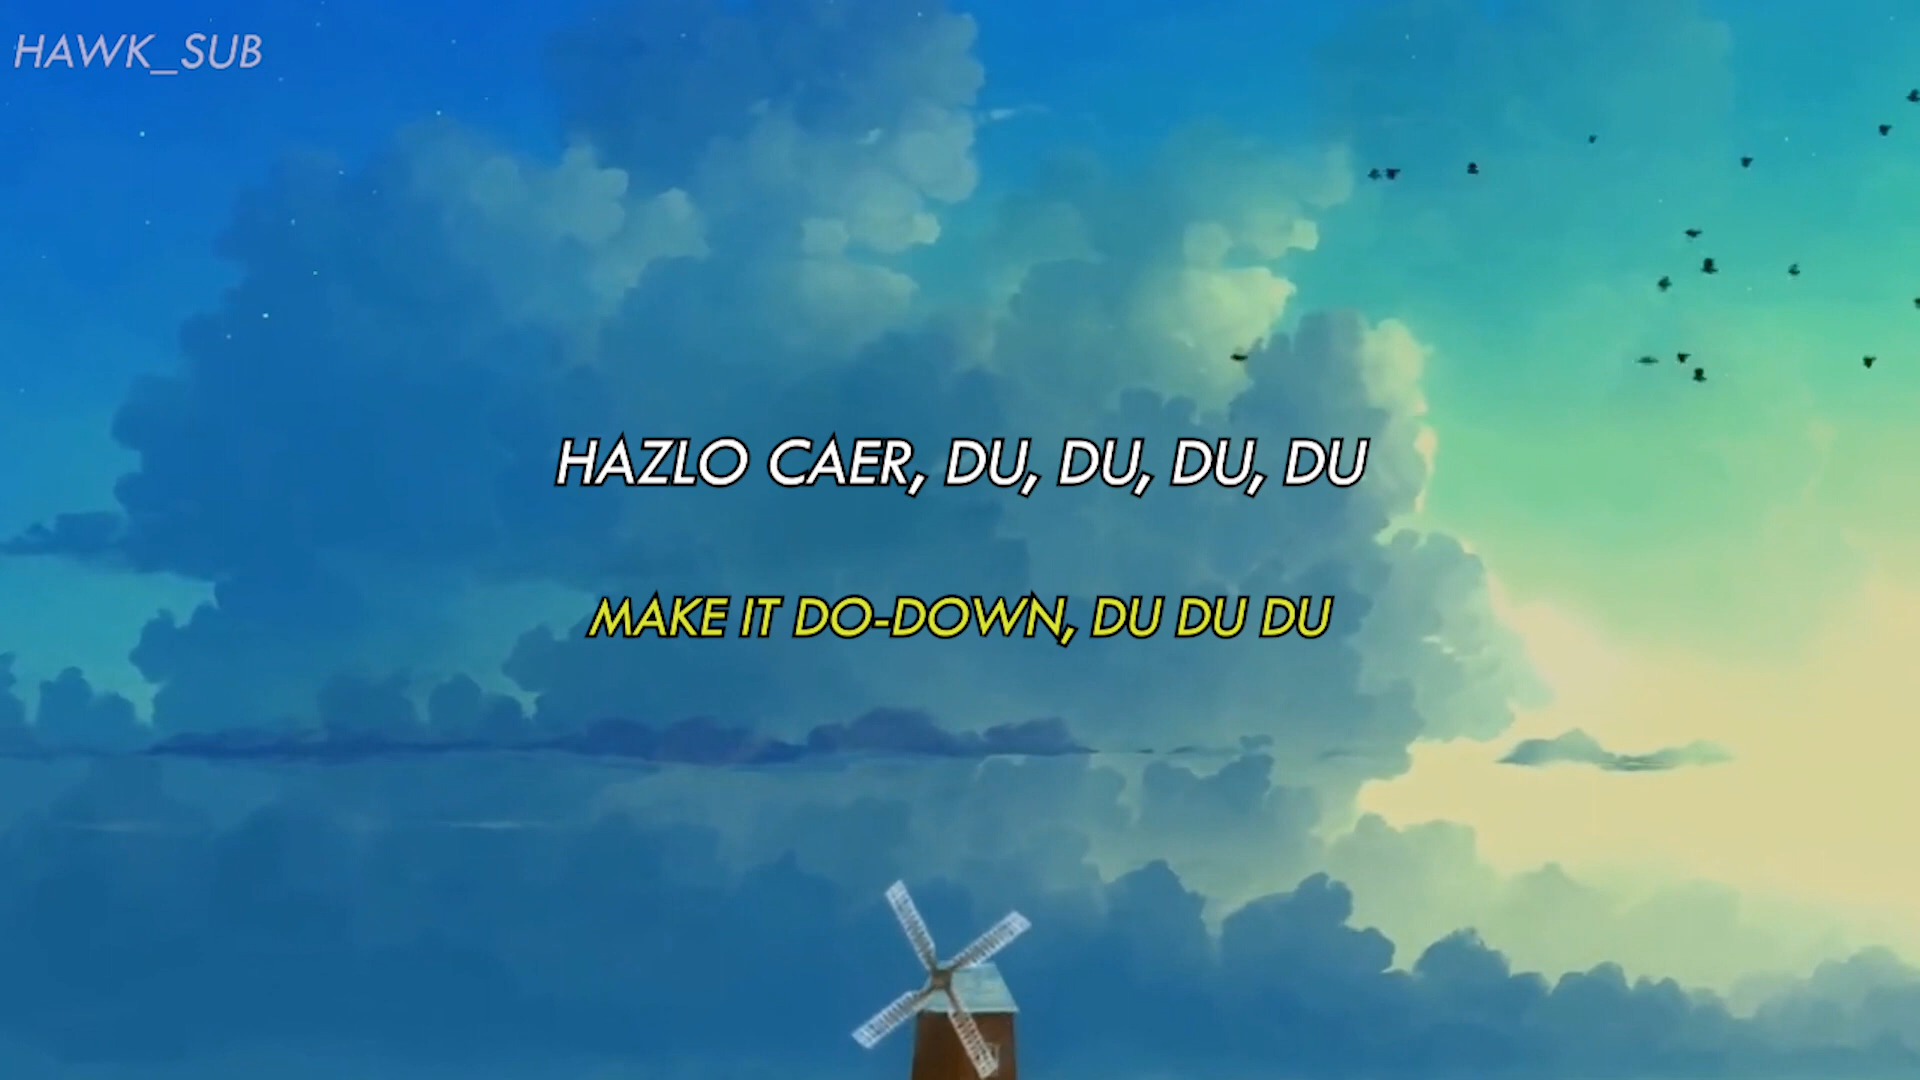 HAWK_SUB
HAZLO CAER, DU, DU, DU, DU
MAKE IT DO-DOWN, DU DU DU